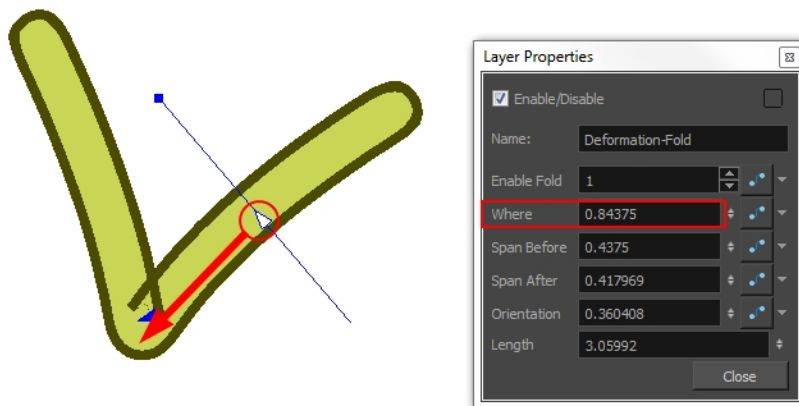 Layer Properties
Enable/Disable
Name: Deformation-Fold
Enable Fold 1
Where 0.84375
Span Before 0.4375
Span After 0.417969
Orientation 0.360408
Length 3.05992
Close